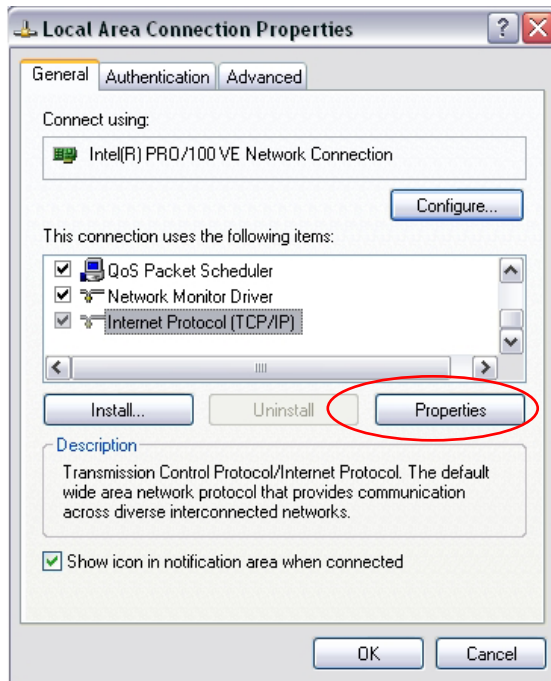 Local Area Connection Properties
General Authentication Advanced
Connect using:
Intel(R) PRO/100 VE Network Connection
Configure...
This connection uses the following items:
QoS Packet Scheduler
Network Monitor Driver
Internet Protocol (TCP/IP)
Install... Uninstall Properties
Description
Transmission Control Protocol/Internet Protocol. The default
wide area network protocol that provides communication
across diverse interconnected networks.
Show icon in notification area when connected
OK Cancel